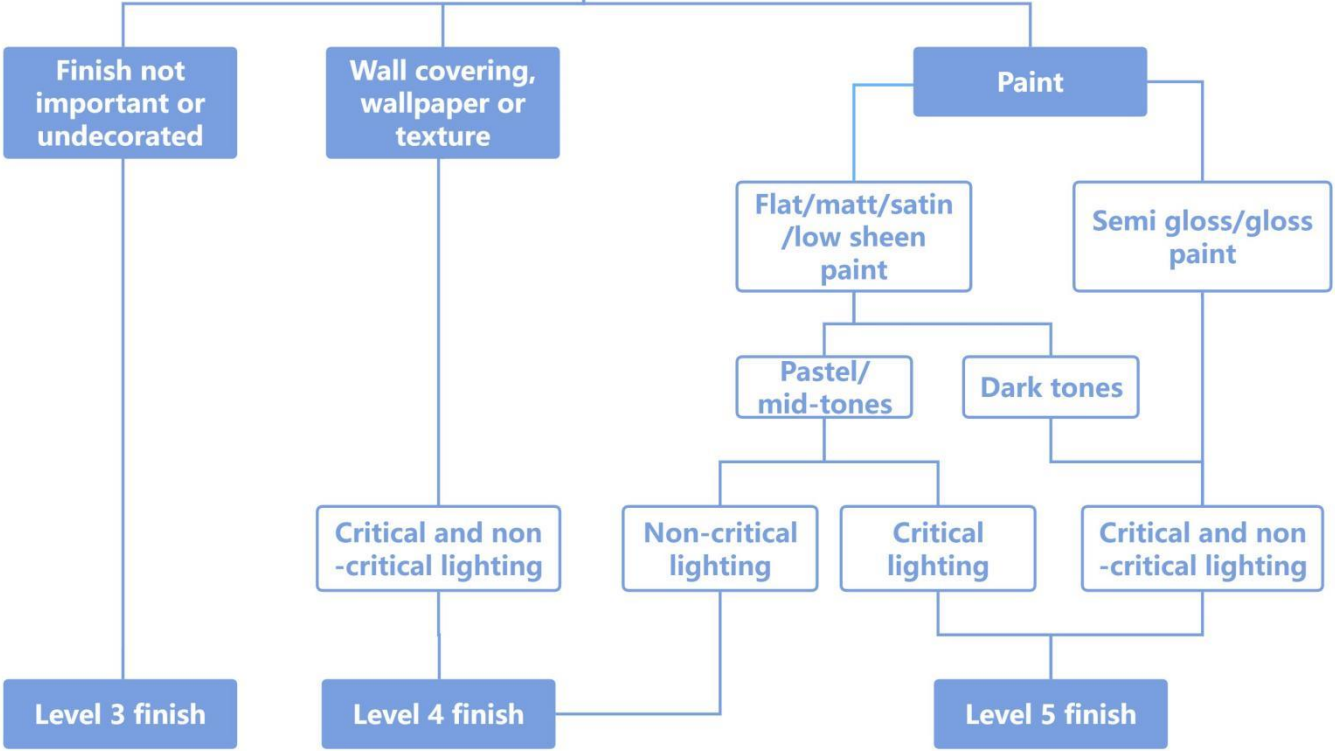 Finish not
important or
undecorated
Wall covering,
wallpaper or
texture
Paint
Flat/matt/satin
/low sheen
paint
Semi gloss/gloss
paint
Pastel/
mid-tones
Dark tones
Critical and non
-critical lighting
Non-critical
lighting
Critical
lighting
Critical and non
-critical lighting
Level 3 finish
Level 4 finish
Level 5 finish